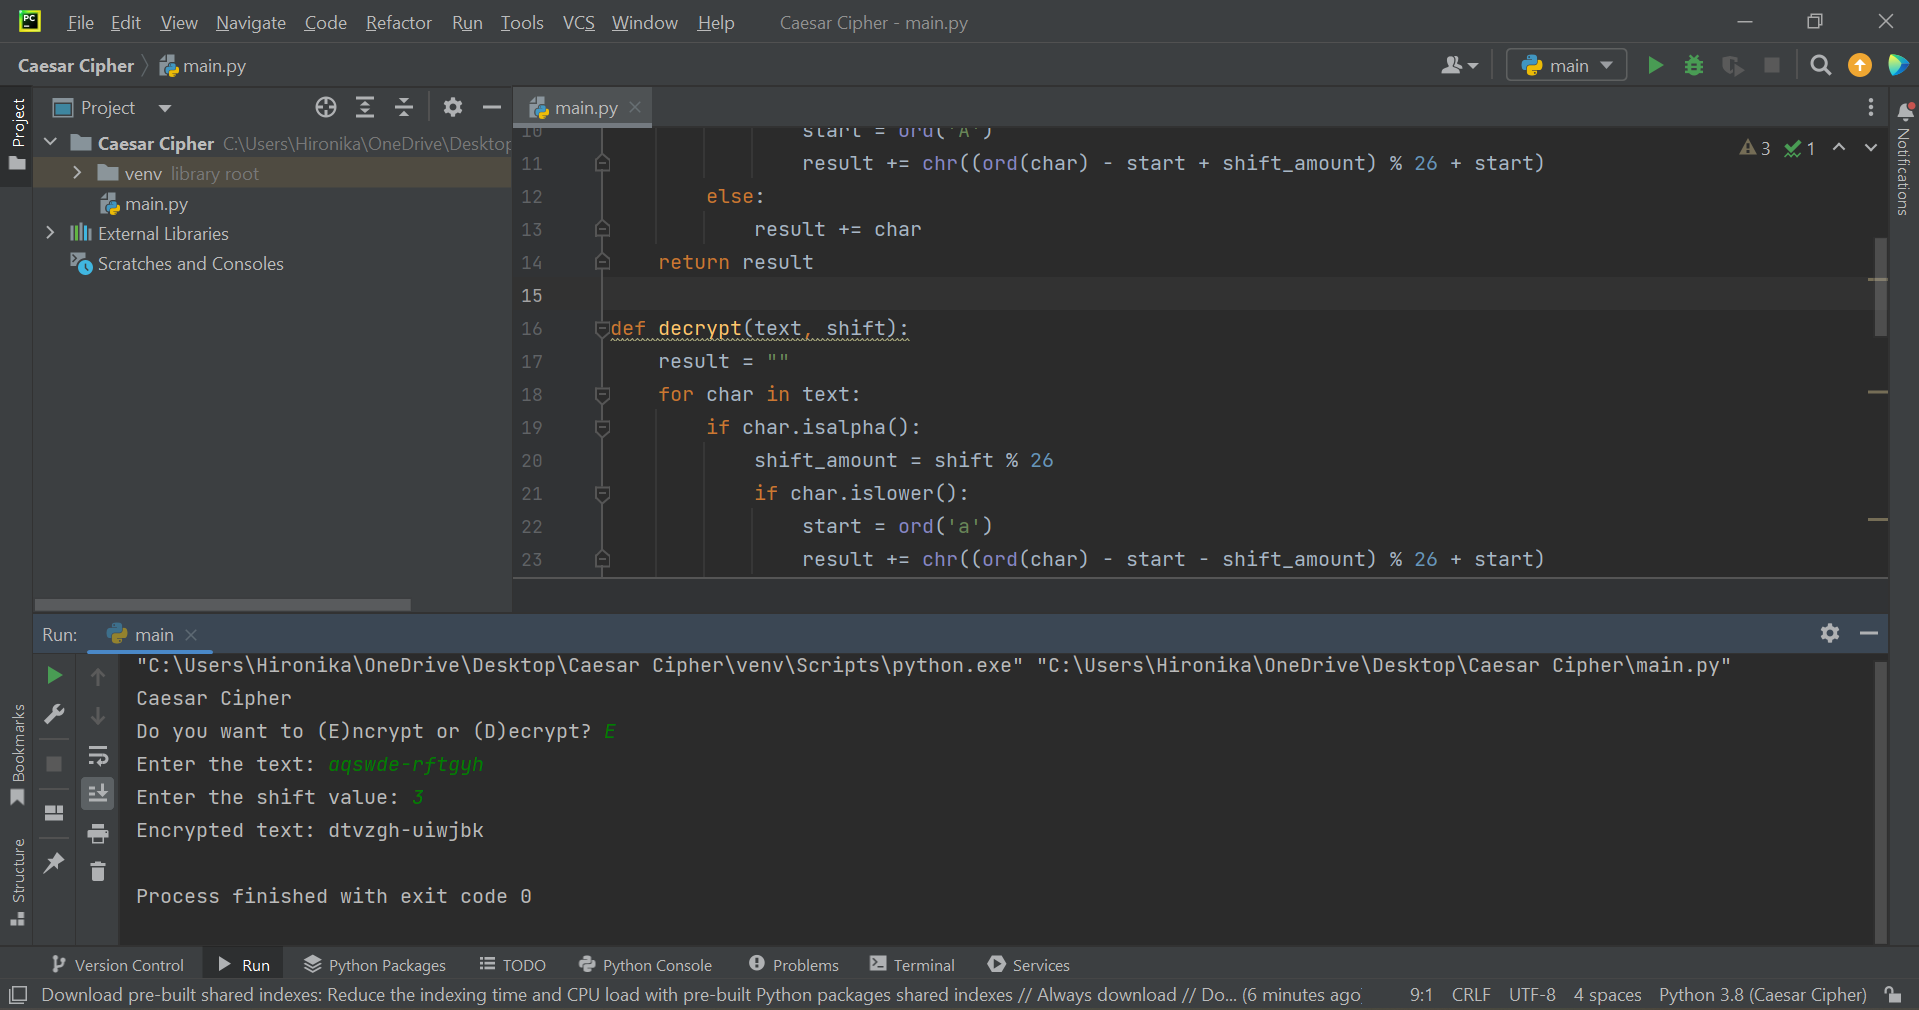 PC File Edit View Navigate Code Refactor Run Tools VCS Window Help Caesar Cipher - main.py
Caesar Cipher main.py main
Project
Project
main.py
Caesar Cipher C:\Users\Hironika\OneDrive\Desktop
venv library root
main.py
External Libraries
Scratches and Consoles
10 start = ord('A')
11 result += chr((ord(char) - start + shift_amount) % 26 + start)
12 else:
13 result += char
14 return result
15
16 def decrypt(text, shift):
17 result = ""
18 for char in text:
19 if char.isalpha():
20 shift_amount = shift % 26
21 if char.islower():
22 start = ord('a')
23 result += chr((ord(char) - start - shift_amount) % 26 + start)
3 1
Notifications
Run: main
"C:\Users\Hironika\OneDrive\Desktop\Caesar Cipher\venv\Scripts\python.exe" "C:\Users\Hironika\OneDrive\Desktop\Caesar Cipher\main.py"
Caesar Cipher
Do you want to (E)ncrypt or (D)ecrypt? E
Enter the text: aqswde-rftgyh
Enter the shift value: 3
Encrypted text: dtvzgh-uiwjbk
Process finished with exit code 0
Bookmarks
Structure
Version Control Run Python Packages TODO Python Console Problems Terminal Services
Download pre-built shared indexes: Reduce the indexing time and CPU load with pre-built Python packages shared indexes // Always download // Do... (6 minutes ago) 9:1 CRLF UTF-8 4 spaces Python 3.8 (Caesar Cipher)